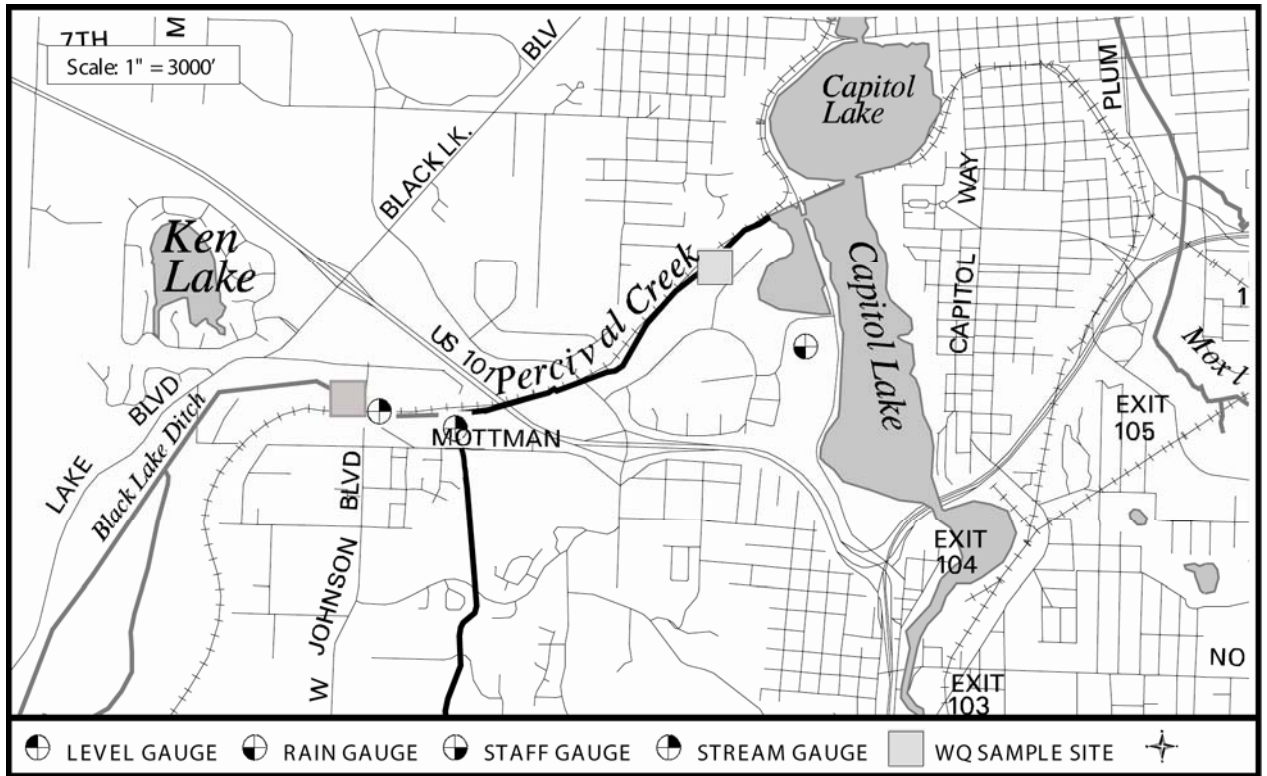 7TH
M
Scale: 1" = 3000'
BLV
BLACK LK.
Capitol
Lake
PLUM
WAY
CAPITOL
Ken
Lake
Percival Creek
Capitol Lake
US 101
1
Moxl
BLVD
LAKE
Black Lake Ditch
MOTTMAN
EXIT
105
W JOHNSON BLVD
EXIT
104
NO
EXIT
103
LEVEL GAUGE RAIN GAUGE STAFF GAUGE STREAM GAUGE WQ SAMPLE SITE